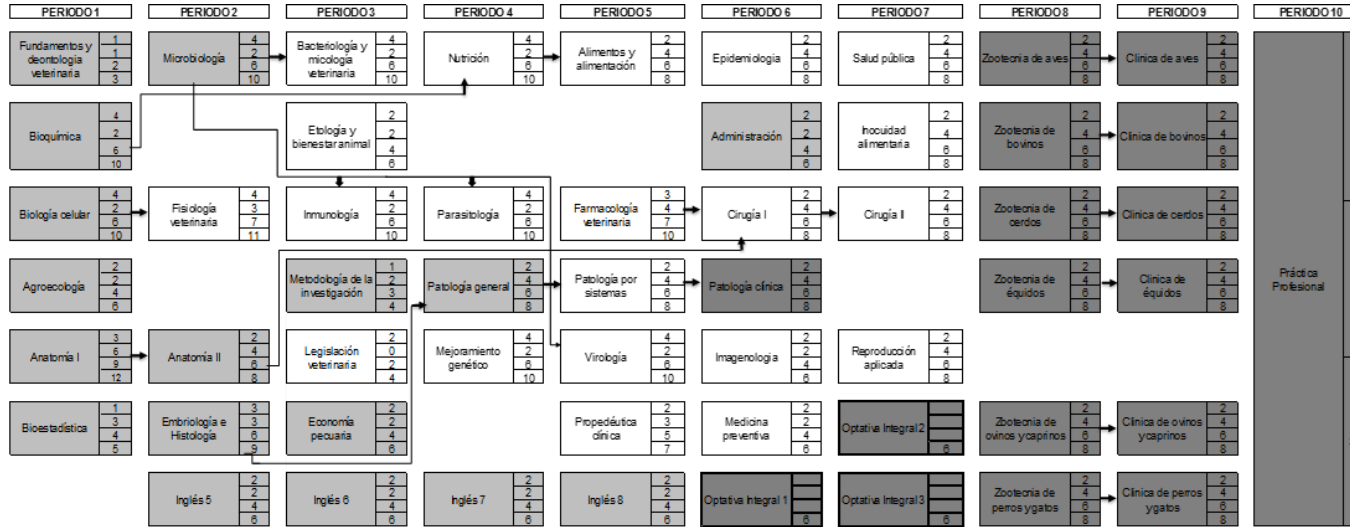 PERIODO 1
PERIODO 2
PERIODO 3
PERIODO 4
PERIODO 5
PERIODO 6
PERIODO 7
PERIODO 8
PERIODO 9
PERIODO 10
Fundamentos y
deontología
veterinaria
1
1
2
3
Microbiología
4
2
6
10
Bacteriología y
micología
veterinaria
4
2
6
10
Nutrición
4
2
6
10
Alimentos y
alimentación
2
4
6
8
Epidemiologia
2
4
6
8
Salud pública
2
4
6
8
Zootecnia de aves
2
4
6
8
Clinica de aves
2
4
6
8
Bioquímica
4
2
6
10
Etología y
bienestar animal
2
2
4
6
Administración
2
2
4
6
Inocuidad
alimentaria
2
4
6
8
Zootecnia de
bovinos
2
4
6
8
Clinica de bovinos
2
4
6
8
Biología celular
4
2
6
10
Fisiología
veterinaria
4
3
7
11
Inmunología
4
2
6
10
Parasitología
4
2
6
10
Farmacología
veterinaria
3
4
7
10
Cirugía I
2
4
6
8
Cirugía II
2
4
6
8
Zootecnia de
cerdos
2
4
6
8
Clinica de cerdos
2
4
6
8
Agroecología
2
2
4
6
Metodología de la
investigación
1
2
3
4
Patología general
2
4
6
8
Patología por
sistemas
2
4
6
8
Patología clínica
2
4
6
8
Zootecnia de
équidos
2
4
6
8
Clinica de
équidos
2
4
6
8
Práctica
Profesional
Anatomía I
3
6
9
12
Anatomía II
2
4
6
8
Legislación
veterinaria
2
0
2
4
Mejoramiento
genético
4
2
6
10
Virología
4
2
6
10
Imagenologia
2
2
4
6
Reproducción
aplicada
2
4
6
8
Bioestadística
1
3
4
5
Embriología e
Histología
3
3
6
9
Economía
pecuaria
2
2
4
6
Propedéutica
clínica
2
3
5
7
Medicina
preventiva
2
2
4
6
Optativa Integral 2
6
Zootecnia de
ovinos y caprinos
2
4
6
8
Clinica de ovinos
y caprinos
2
4
6
8
Inglés 5
2
2
4
6
Inglés 6
2
2
4
6
Inglés 7
2
2
4
6
Inglés 8
2
2
4
6
Optativa Integral 1
6
Optativa Integral 3
6
Zootecnia de
perros y gatos
2
4
6
8
Clinica de perros
y gatos
2
4
6
8